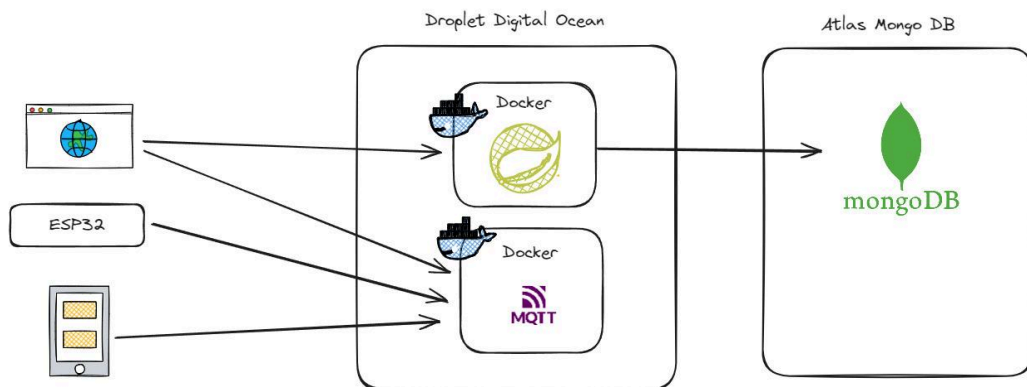 Droplet Digital Ocean
Atlas Mongo DB
Docker
mongoDB
ESP32
Docker
MQTT